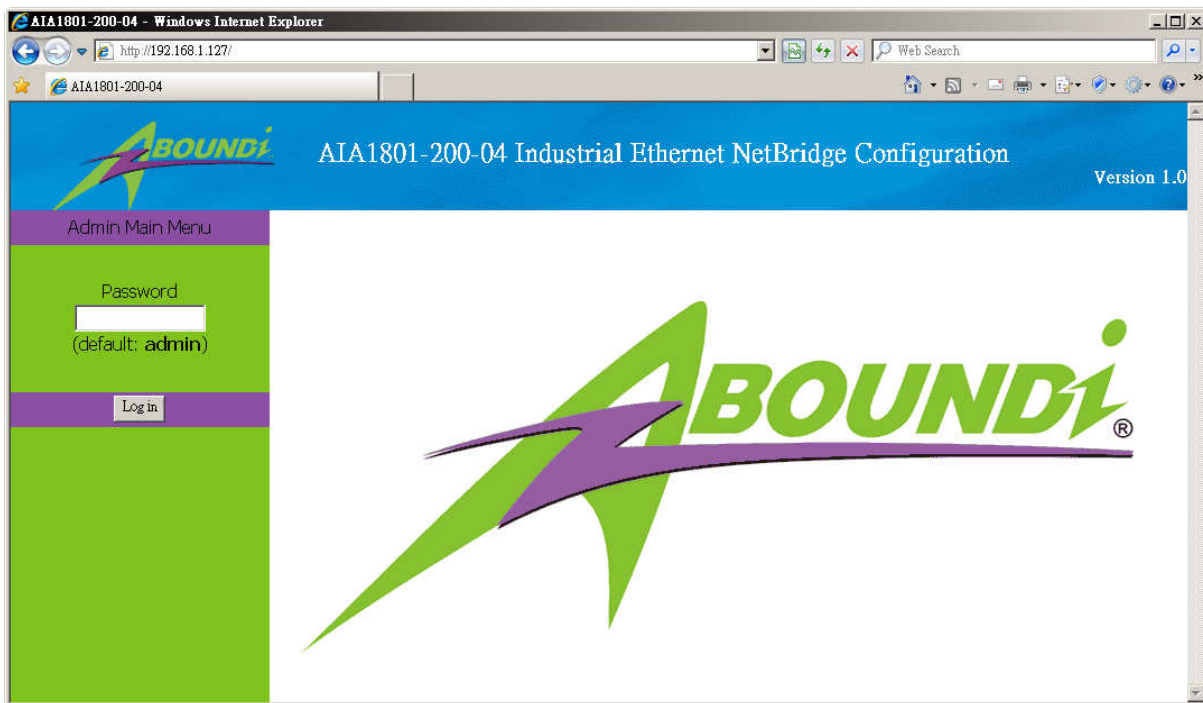 AIA1801-200-04 - Windows Internet Explorer
http://192.168.1.127/
Web Search
AIA1801-200-04
ABOUNDi
AIA1801-200-04 Industrial Ethernet NetBridge Configuration
Version 1.0
Admin Main Menu
Password
(default: admin)
Log in
ABOUNDi®